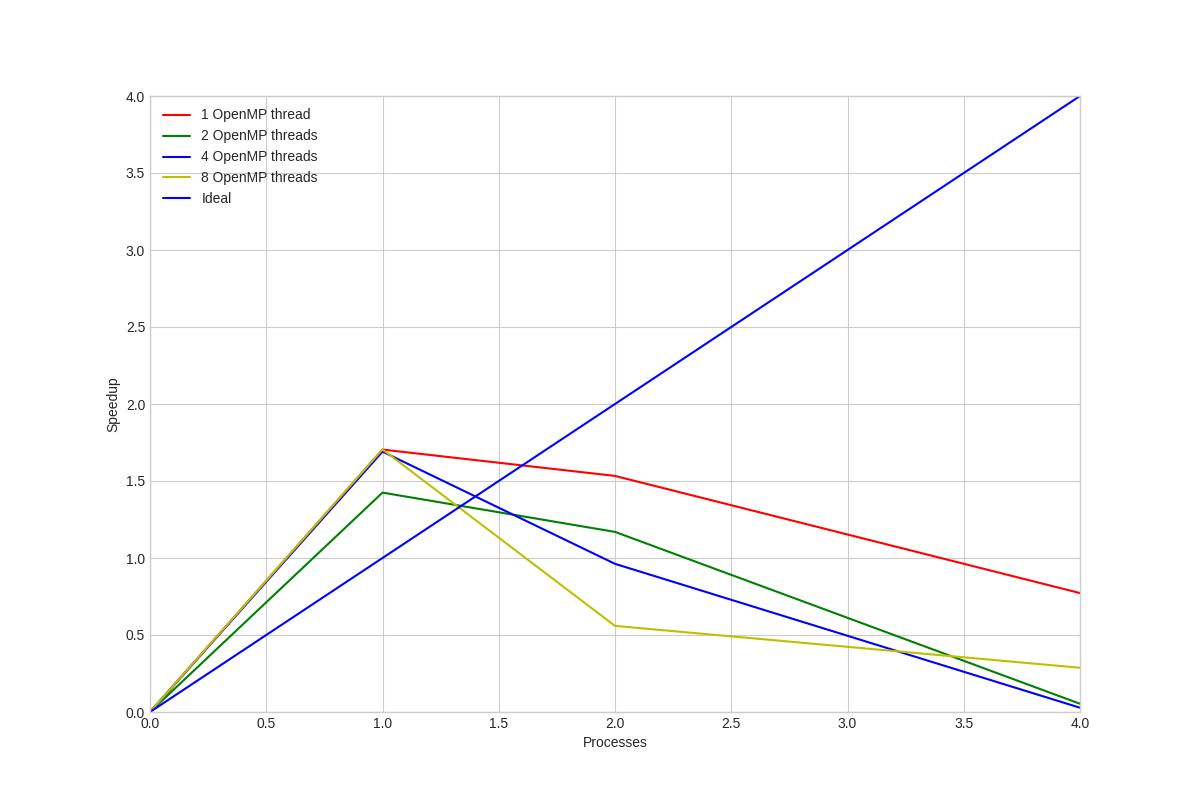 4.0
3.5
3.0
2.5
2.0
1.5
1.0
0.5
0.0
Speedup
1 OpenMP thread
2 OpenMP threads
4 OpenMP threads
8 OpenMP threads
Ideal
0.0 0.5 1.0 1.5 2.0 2.5 3.0 3.5 4.0
Processes